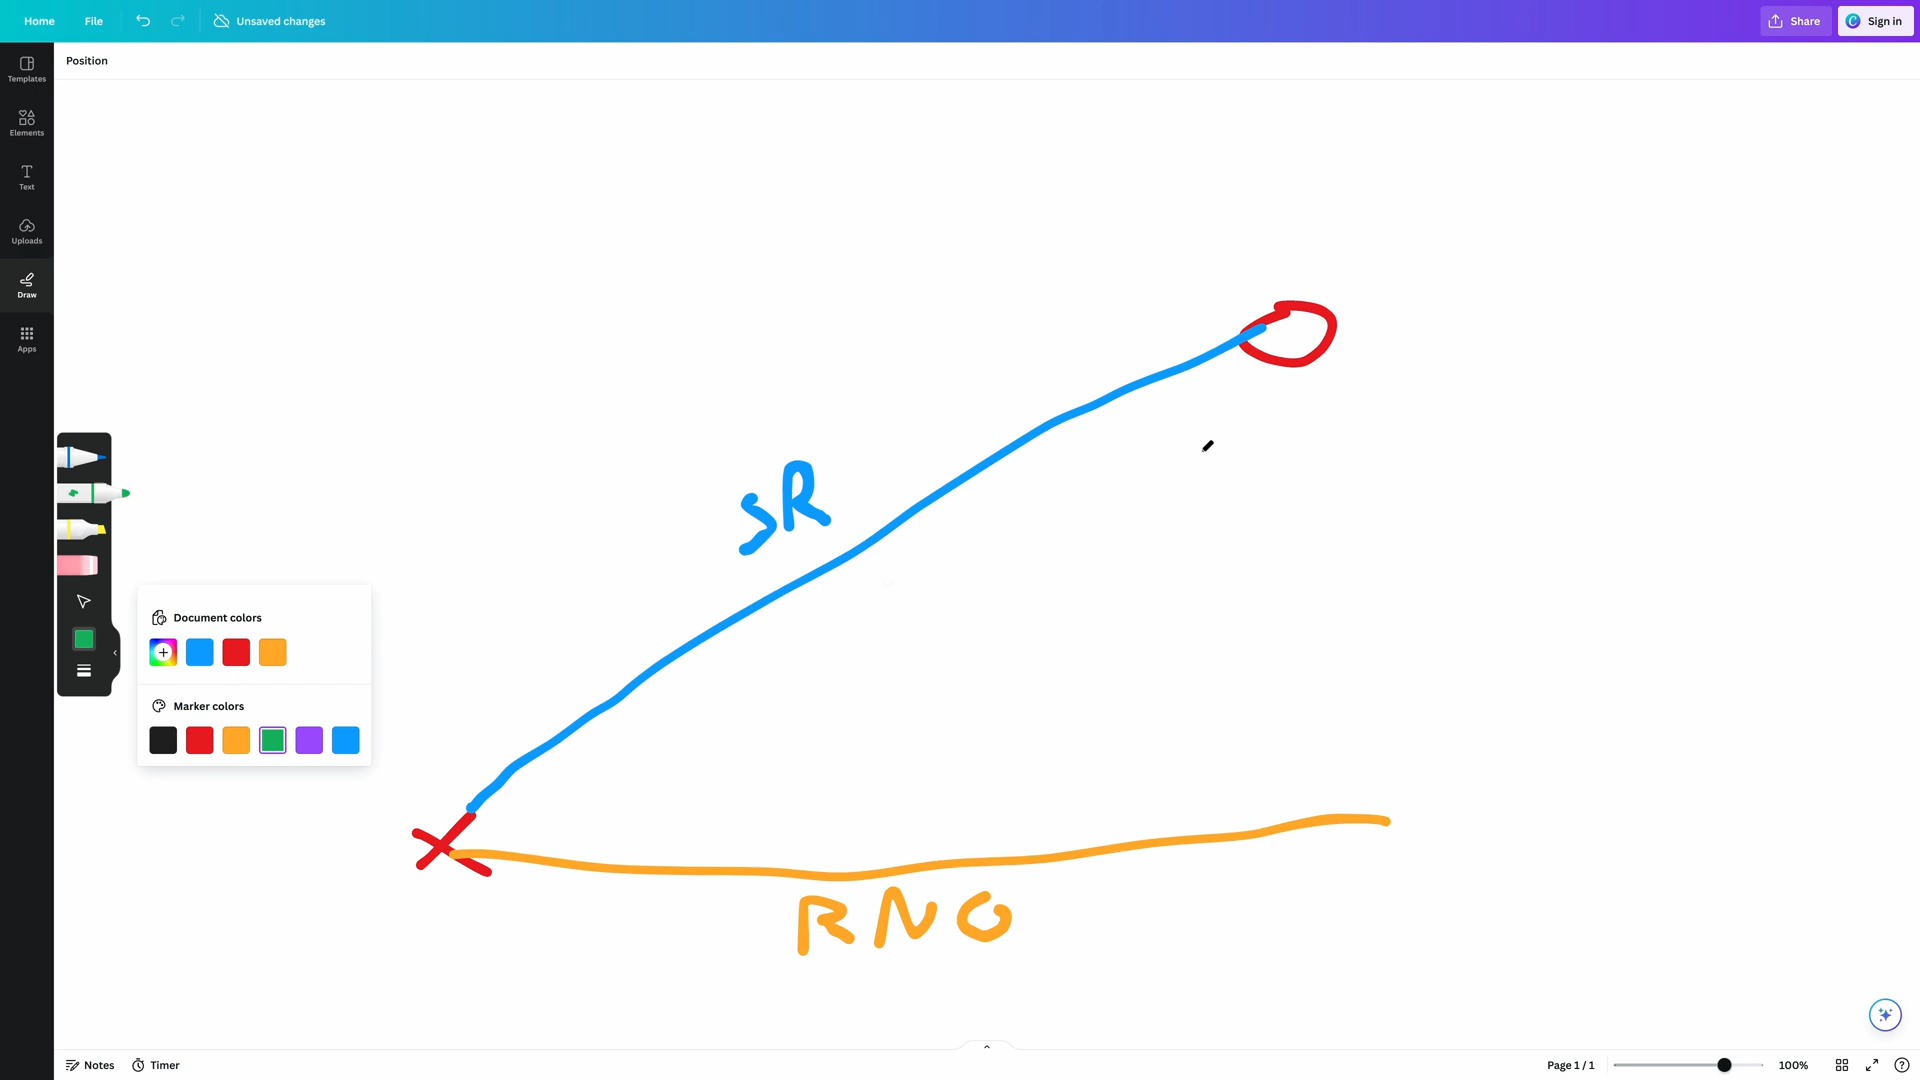 Home File Unsaved changes Share C Sign in
Position
Templates
Elements
Text
Uploads
Draw
Apps
sR
Document colors
Marker colors
RNO
Notes Timer Page 1 / 1 100%